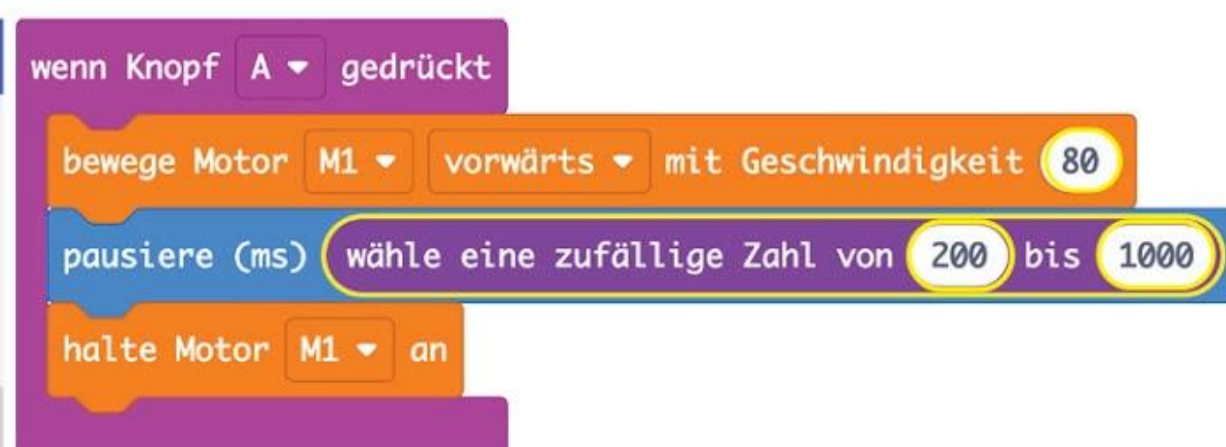 wenn Knopf A gedrückt
bewege Motor M1 vorwärts mit Geschwindigkeit 80
pausiere (ms) wähle eine zufällige Zahl von 200 bis 1000
halte Motor M1 an